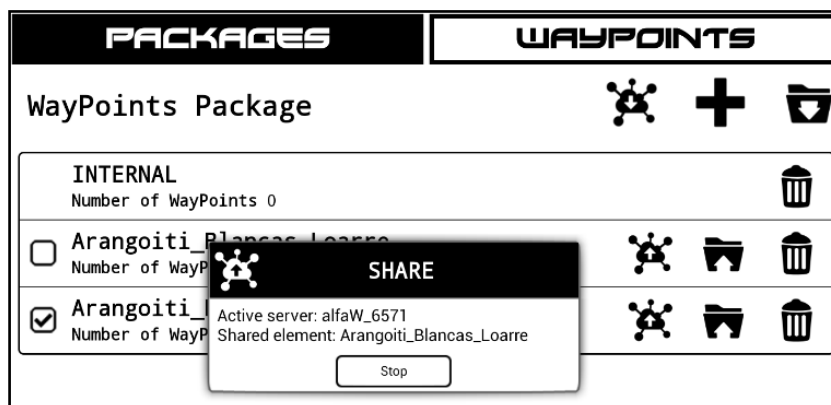 PACKAGES
WAYPOINTS
WayPoints Package
INTERNAL
Number of WayPoints 0
Arangoiti_Blancas_Loarre
Number of WayP
Arangoiti_
Number of WayP
SHARE
Active server: alfaW_6571
Shared element: Arangoiti_Blancas_Loarre
Stop